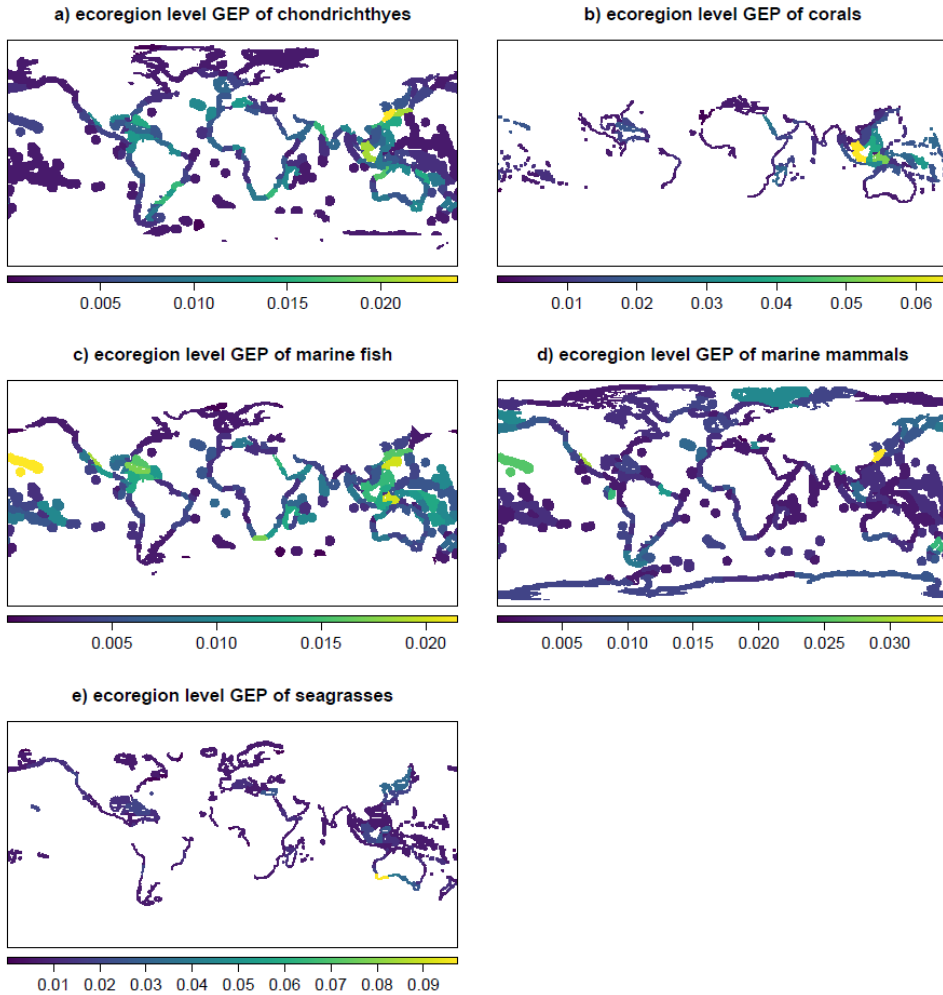 a) ecoregion level GEP of chondrichthyes
0.005 0.010 0.015 0.020
b) ecoregion level GEP of corals
0.01 0.02 0.03 0.04 0.05 0.06
c) ecoregion level GEP of marine fish
0.005 0.010 0.015 0.020
d) ecoregion level GEP of marine mammals
0.005 0.010 0.015 0.020 0.025 0.030
e) ecoregion level GEP of seagrasses
0.01 0.02 0.03 0.04 0.05 0.06 0.07 0.08 0.09